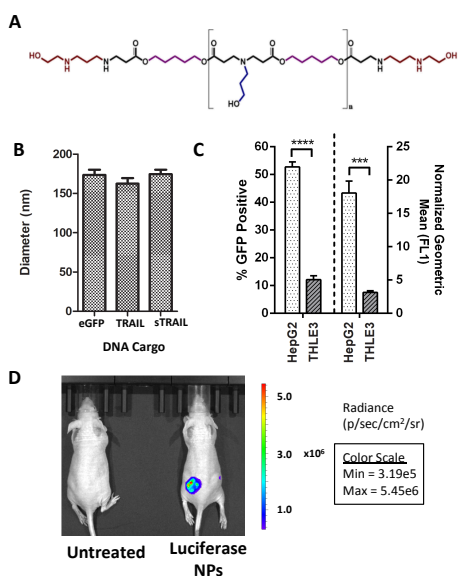 A
HO
N
H
N
H
O
O
O
O
N
HO
O
O
O
n
O
N
H
N
H
OH
B
Diameter (nm)
200
150
100
50
0
eGFP TRAIL sTRAIL
DNA Cargo
C
% GFP Positive
60
50
40
30
20
10
0
****
***
HepG2
THLE3
HepG2
THLE3
25
20
15
10
5
0
Normalized Geometric
Mean (FL1)
D
Untreated
Luciferase
NPs
5.0
3.0
1.0
x10⁶
Radiance
(p/sec/cm²/sr)
Color Scale
Min = 3.19e5
Max = 5.45e6